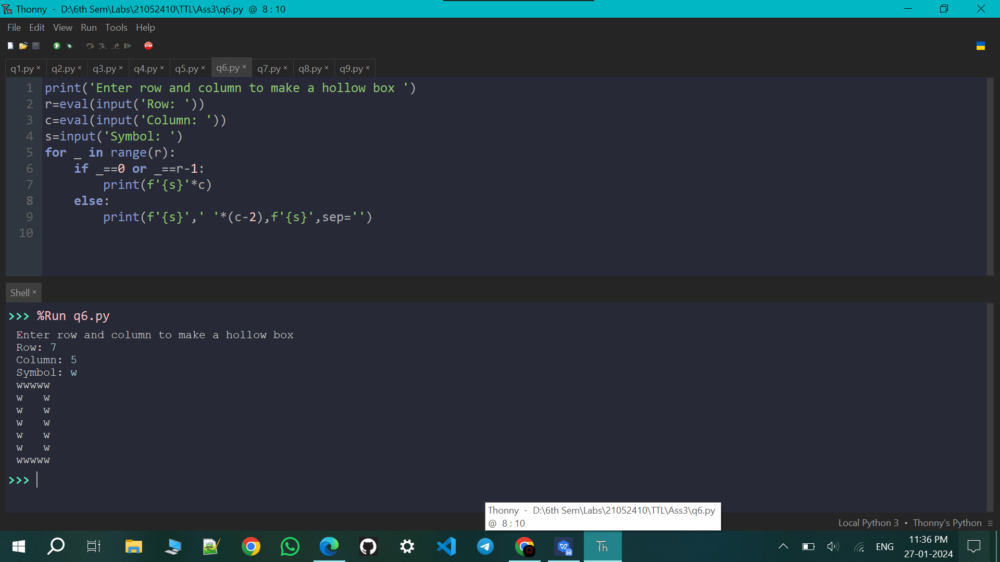 Thonny - D:\6th Sem\Labs\21052410\TTL\Ass3\q6.py @ 8 : 10
File Edit View Run Tools Help
STOP
q1.py × q2.py × q3.py × q4.py × q5.py × q6.py × q7.py × q8.py × q9.py ×
1 print('Enter row and column to make a hollow box ')
2 r=eval(input('Row: '))
3 c=eval(input('Column: '))
4 s=input('Symbol: ')
5 for _ in range(r):
6     if _==0 or _==r-1:
7         print(f'{s}'*c)
8     else:
9         print(f'{s}',' '*(c-2),f'{s}',sep='')
10
Shell ×
>>> %Run q6.py
Enter row and column to make a hollow box
Row: 7
Column: 5
Symbol: w
wwwww
w   w
w   w
w   w
w   w
w   w
wwwww
>>>
Thonny - D:\6th Sem\Labs\21052410\TTL\Ass3\q6.py
@ 8 : 10
Local Python 3 • Thonny's Python ≡
Th
ENG
11:36 PM
27-01-2024